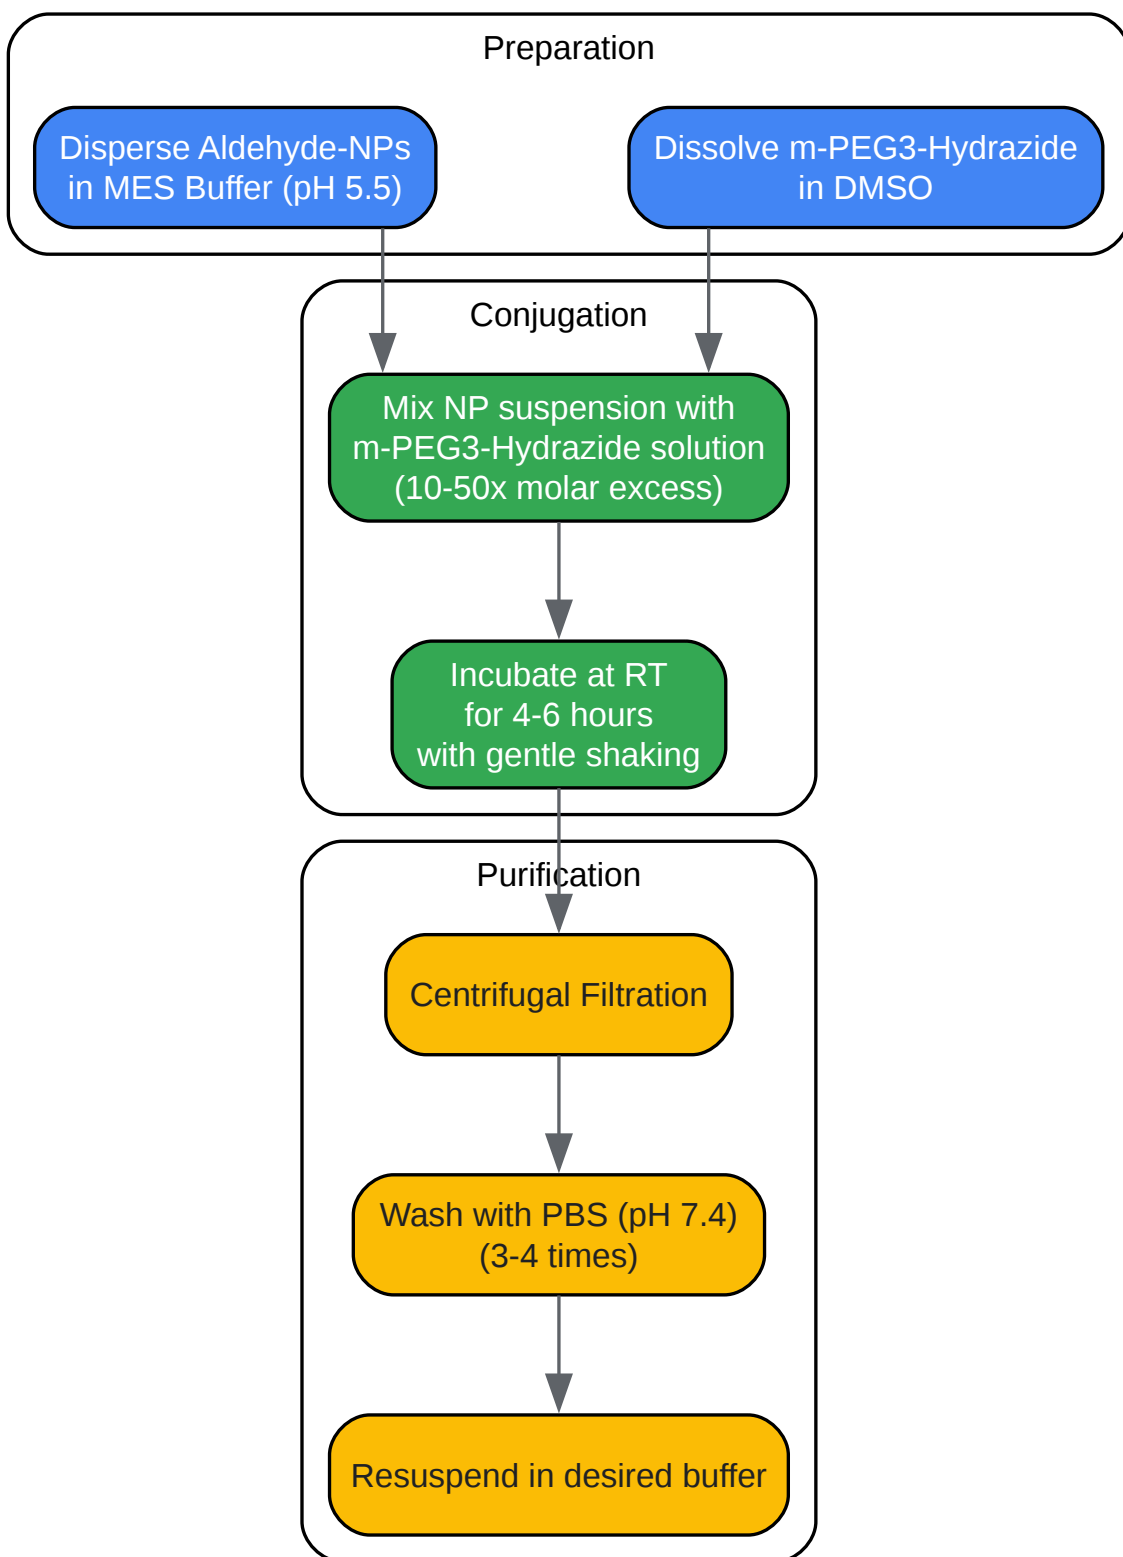 Preparation
Disperse Aldehyde-NPs
in MES Buffer (pH 5.5)
Dissolve m-PEG3-Hydrazide
in DMSO
Conjugation
Mix NP suspension with
m-PEG3-Hydrazide solution
(10-50x molar excess)
Incubate at RT
for 4-6 hours
with gentle shaking
Purification
Centrifugal Filtration
Wash with PBS (pH 7.4)
(3-4 times)
Resuspend in desired buffer